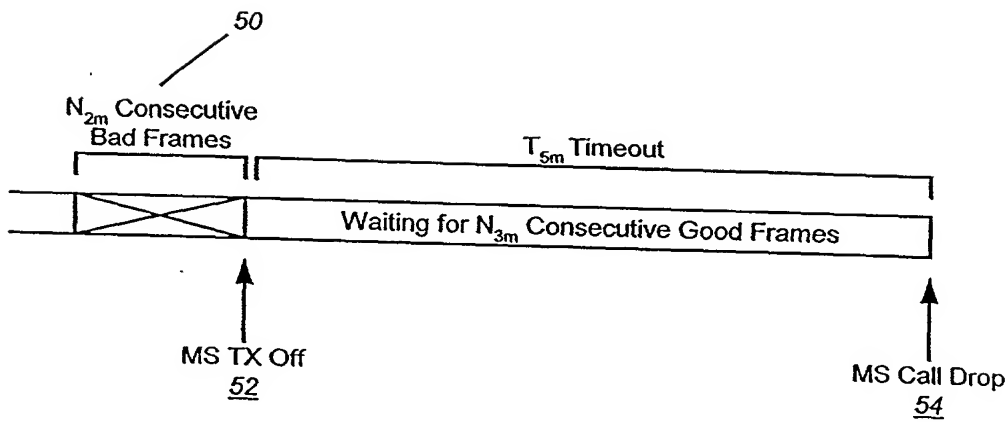 50
N2m Consecutive
Bad Frames
T5m Timeout
Waiting for N3m Consecutive Good Frames
MS TX Off
52
MS Call Drop
54